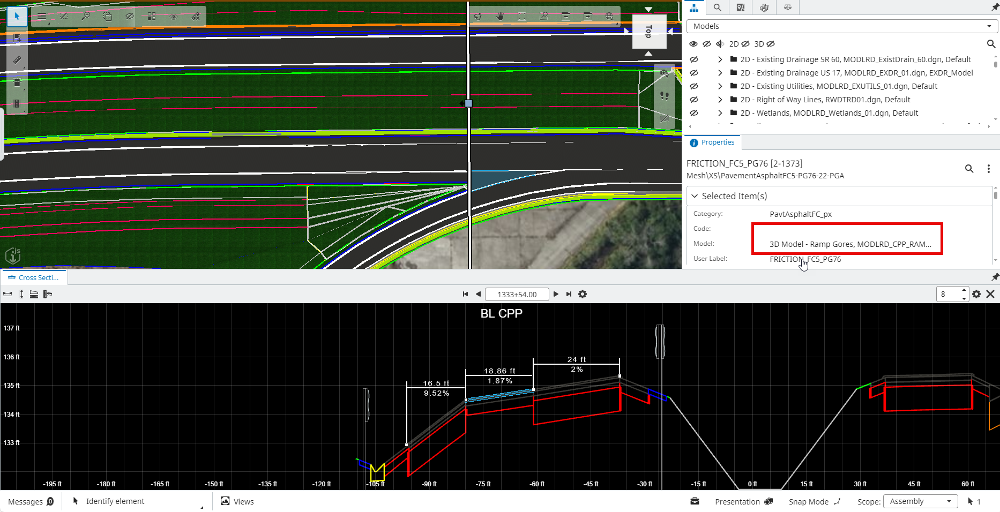 Top
js
Models
2D
3D
2D - Existing Drainage SR 60, MODLRD_ExistDrain_60.dgn, Default
2D - Existing Drainage US 17, MODLRD_EXDR_01.dgn, EXDR_Model
2D - Existing Utilities, MODLRD_EXUTILS_01.dgn, Default
2D - Right of Way Lines, RWDTRD01.dgn, Default
2D - Wetlands, MODLRD_Wetlands_01.dgn, Default
Properties
FRICTION_FC5_PG76 [2-1373]
Mesh\XS\PavementAsphaltFC5-PG76-22-PGA
Selected Item(s)
Category: PavtAsphaltFC_px
Code:
Model: 3D Model - Ramp Gores, MODLRD_CPP_RAM...
User Label: FRICTION_FC5_PG76
Cross Secti...
1333+54.00
8
BL CPP
137 ft
136 ft
135 ft
134 ft
133 ft
24 ft
2%
18.86 ft
1.87%
16.5 ft
9.52%
-195 ft -180 ft -165 ft -150 ft -135 ft -120 ft -105 ft -90 ft -75 ft -60 ft -45 ft -30 ft -15 ft 0 ft 15 ft 30 ft 45 ft 60 ft
Messages 0 Identify element Views Presentation Snap Mode Scope: Assembly 1